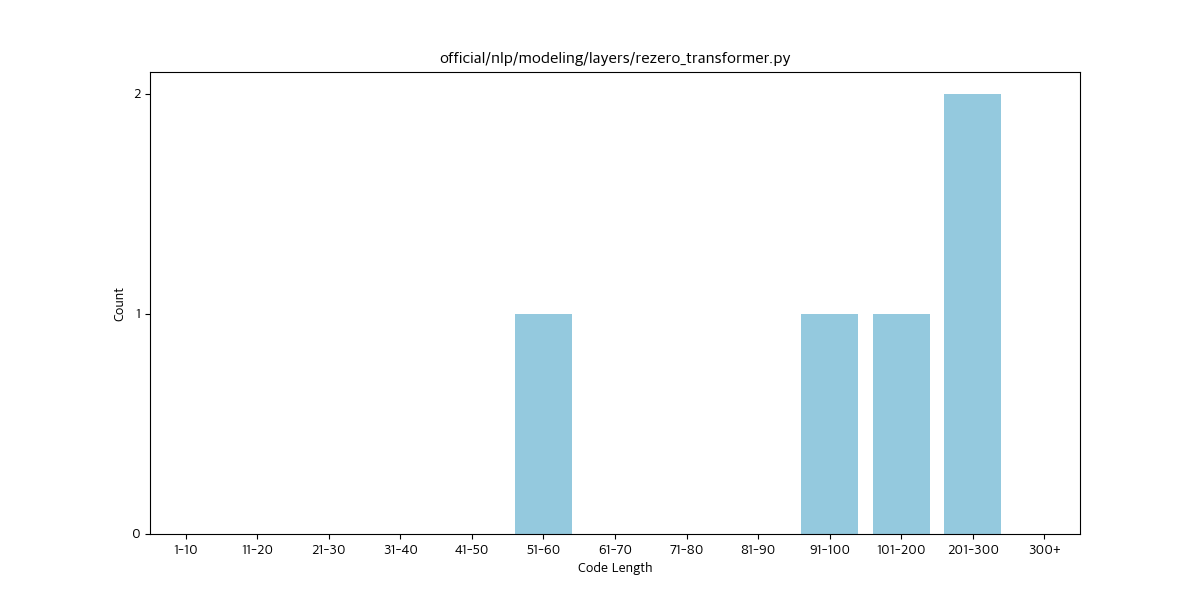 official/nlp/modeling/layers/rezero_transformer.py
Count
2
1
0
1-10 11-20 21-30 31-40 41-50 51-60 61-70 71-80 81-90 91-100 101-200 201-300 300+
Code Length